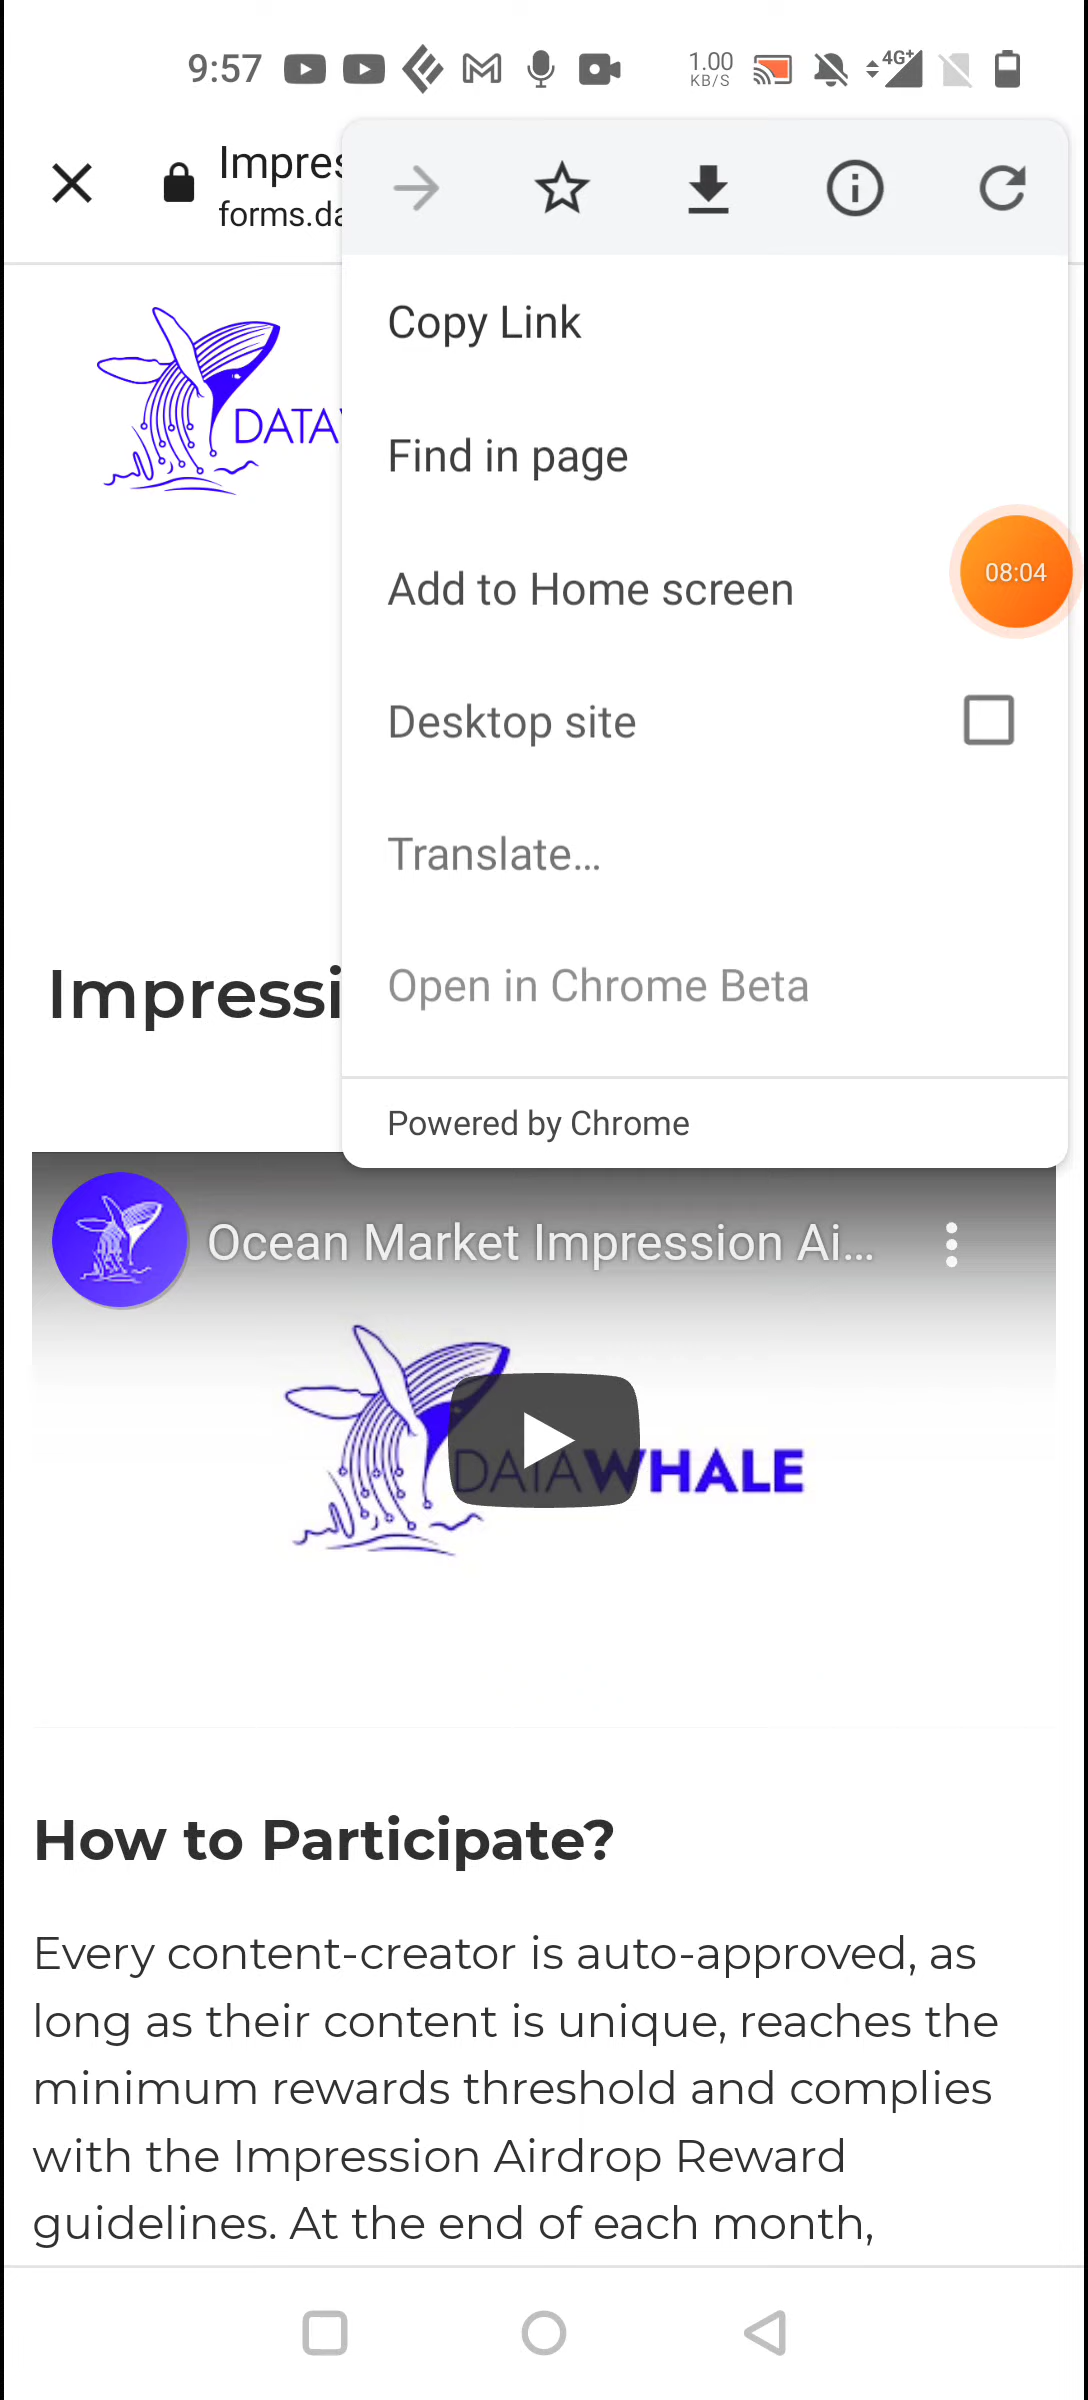 9:57
1.00
KB/S
4G+
Impres
forms.da
DATA
Copy Link
Find in page
Add to Home screen
08:04
Desktop site
Translate...
Open in Chrome Beta
Impressi
Powered by Chrome
Ocean Market Impression Ai...
DATAWHALE
How to Participate?
Every content-creator is auto-approved, as
long as their content is unique, reaches the
minimum rewards threshold and complies
with the Impression Airdrop Reward
guidelines. At the end of each month,